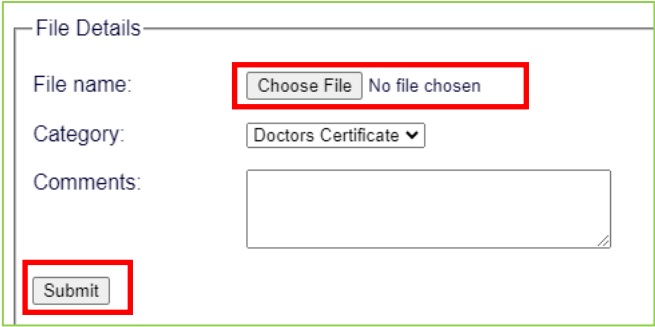 File Details
File name: Choose File No file chosen
Category: Doctors Certificate
Comments:
Submit